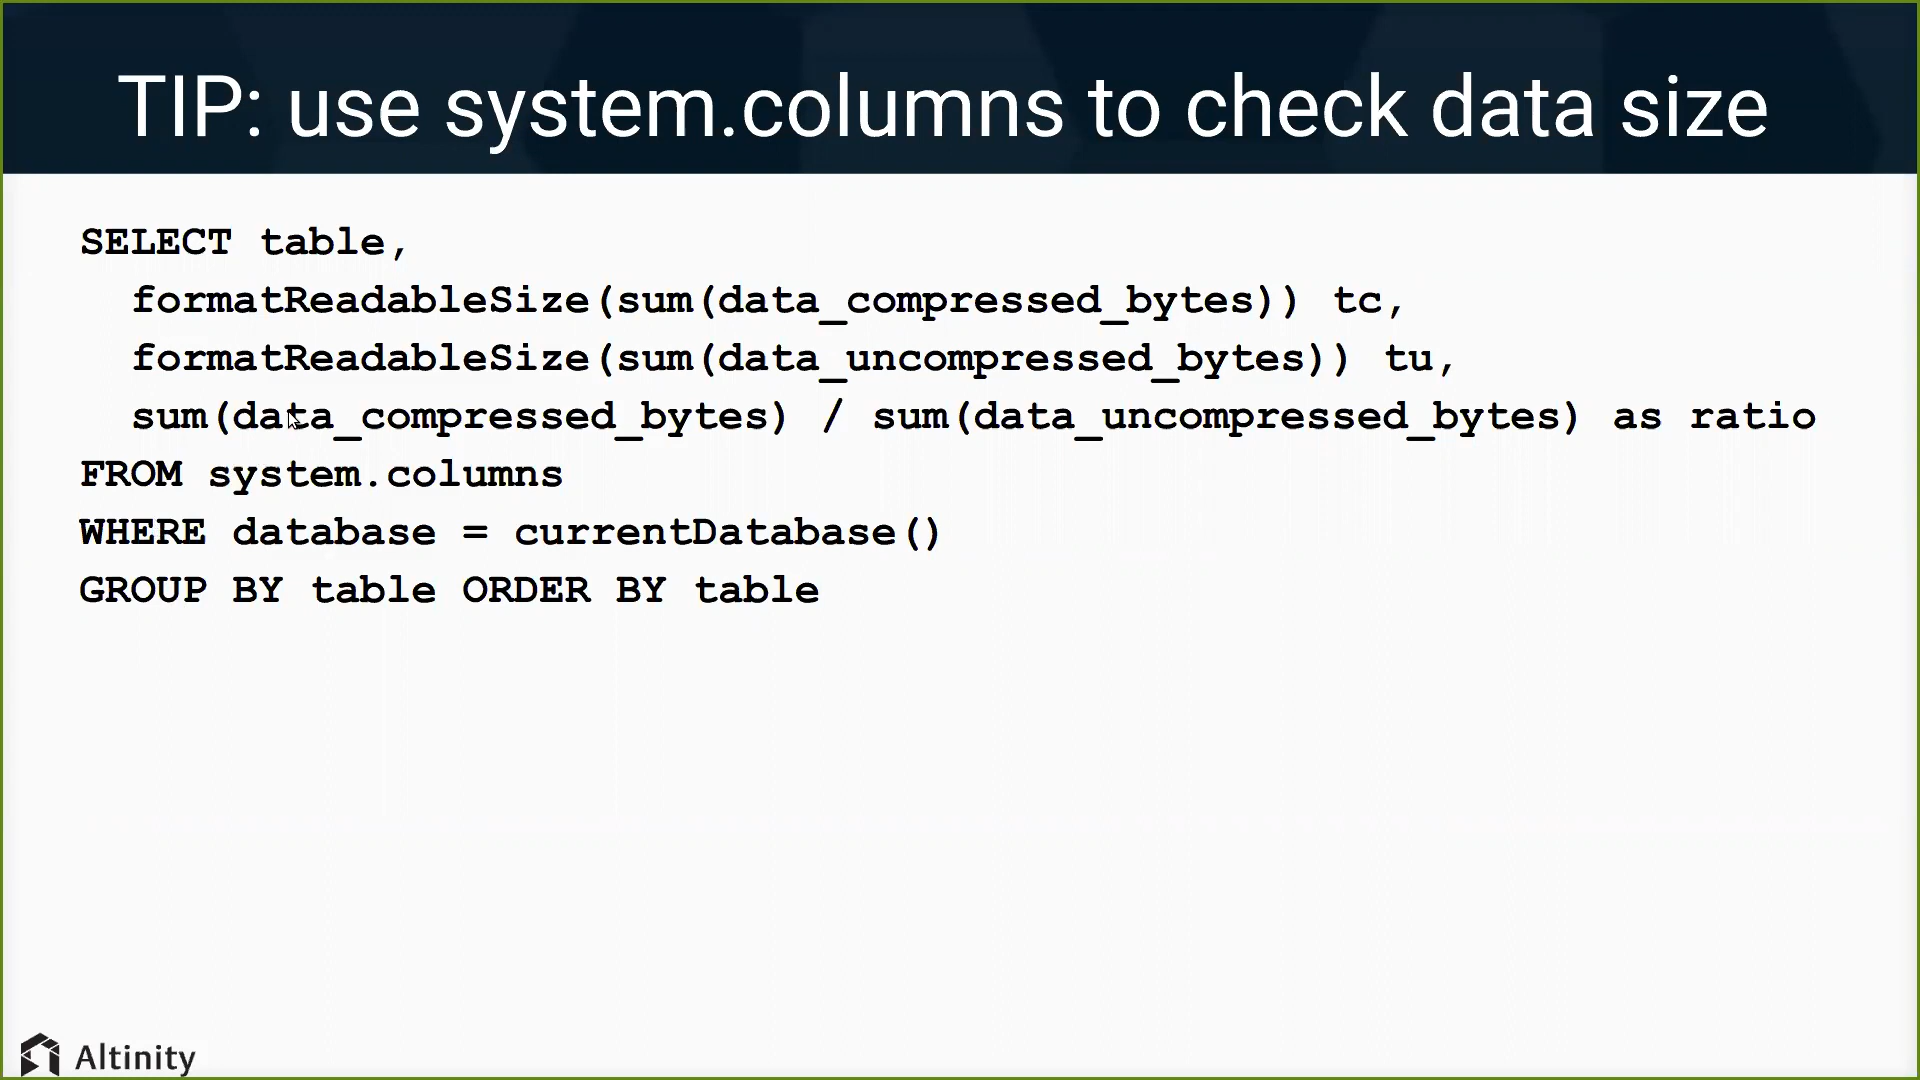 TIP: use system.columns to check data size
SELECT table,
formatReadableSize(sum(data_compressed_bytes)) tc,
formatReadableSize(sum(data_uncompressed_bytes)) tu,
sum(data_compressed_bytes) / sum(data_uncompressed_bytes) as ratio
FROM system.columns
WHERE database = currentDatabase()
GROUP BY table ORDER BY table
Altinity